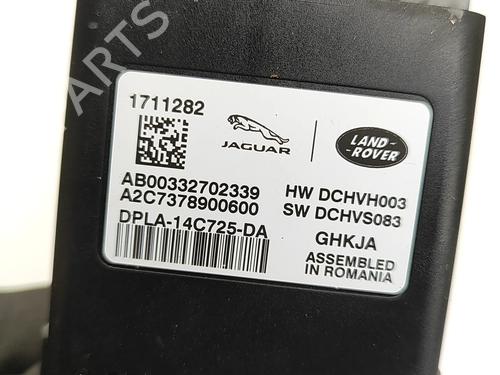 ARTS
1711282
JAGUAR
LAND-
ROVER
AB00332702339
A2C7378900600
DPLA-14C725-DA
HW DCHVH003
SW DCHVS083
GHKJA
ASSEMBLED
IN ROMANIA